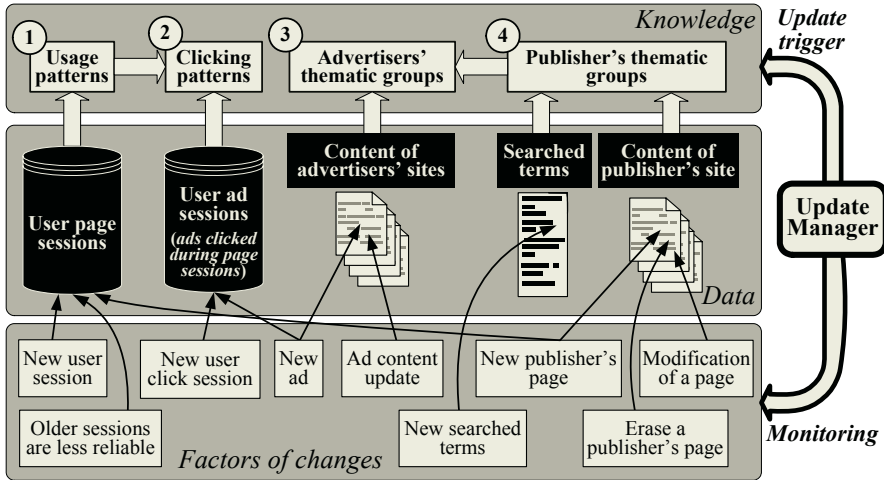 Knowledge
1
Usage
patterns
2
Clicking
patterns
3
Advertisers’
thematic groups
4
Publisher’s thematic
groups
Update
trigger
User page
sessions
User ad
sessions
(ads clicked
during page
sessions)
Content of
advertisers’ sites
Searched
terms
Content of
publisher’s site
Data
Update
Manager
New user
session
New user
click session
New
ad
Ad content
update
New publisher’s
page
Modification
of a page
Older sessions
are less reliable
New searched
terms
Erase a
publisher’s page
Factors of changes
Monitoring